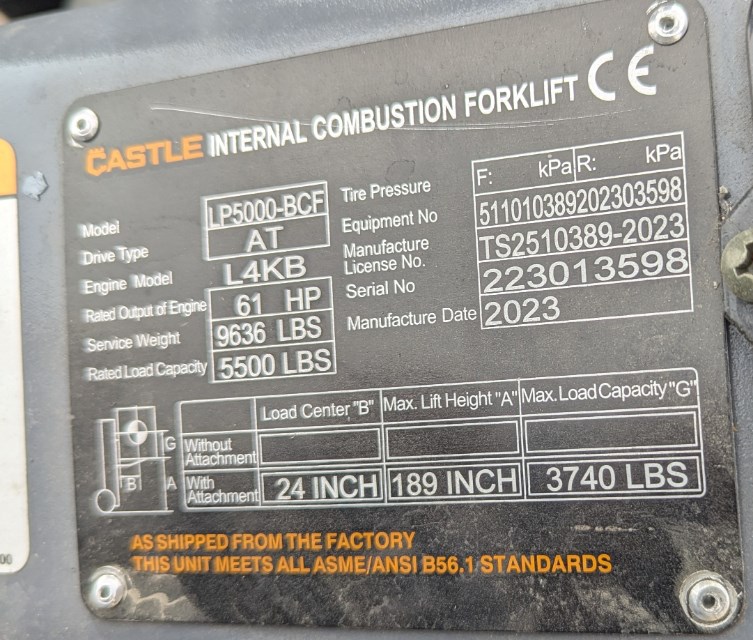 CASTLE INTERNAL COMBUSTION FORKLIFT CE
Model LP5000-BCF
Drive Type AT
Engine Model L4KB
Rated Output of Engine 61 HP
Service Weight 9636 LBS
Rated Load Capacity 5500 LBS
Tire Pressure F: kPa R: kPa
Equipment No 511010389202303598
Manufacture License No. TS2510389-2023
Serial No 223013598
Manufacture Date 2023
Load Center "B" Max. Lift Height "A" Max. Load Capacity "G"
Without Attachment
With Attachment 24 INCH 189 INCH 3740 LBS
G
B A
AS SHIPPED FROM THE FACTORY
THIS UNIT MEETS ALL ASME/ANSI B56.1 STANDARDS